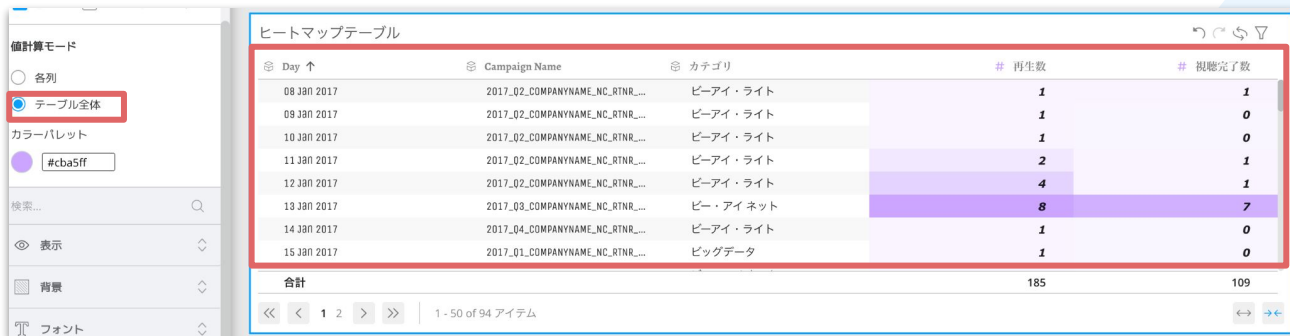 値計算モード
各列
テーブル全体
カラーパレット
#cba5ff
検索...
表示
背景
フォント
ヒートマップテーブル
Day ↑ Campaign Name カテゴリ # 再生数 # 視聴完了数
08 Jan 2017 2017_Q2_COMPANYNAME_NC_RTNR_... ビーアイ・ライト 1 1
09 Jan 2017 2017_Q2_COMPANYNAME_NC_RTNR_... ビーアイ・ライト 1 0
10 Jan 2017 2017_Q2_COMPANYNAME_NC_RTNR_... ビーアイ・ライト 1 0
11 Jan 2017 2017_Q2_COMPANYNAME_NC_RTNR_... ビーアイ・ライト 2 1
12 Jan 2017 2017_Q2_COMPANYNAME_NC_RTNR_... ビーアイ・ライト 4 1
13 Jan 2017 2017_Q3_COMPANYNAME_NC_RTNR_... ビー・アイ ネット 8 7
14 Jan 2017 2017_Q4_COMPANYNAME_NC_RTNR_... ビーアイ・ライト 1 0
15 Jan 2017 2017_Q1_COMPANYNAME_NC_RTNR_... ビッグデータ 1 0
合計 185 109
1 2 1 - 50 of 94 アイテム